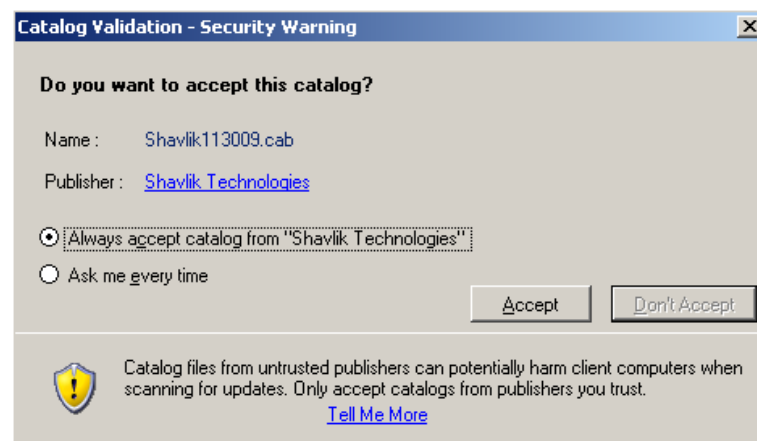 Catalog Validation - Security Warning
Do you want to accept this catalog?
Name : Shavlik113009.cab
Publisher : Shavlik Technologies
Always accept catalog from "Shavlik Technologies"
Ask me every time
Accept Don't Accept
Catalog files from untrusted publishers can potentially harm client computers when
scanning for updates. Only accept catalogs from publishers you trust.
Tell Me More